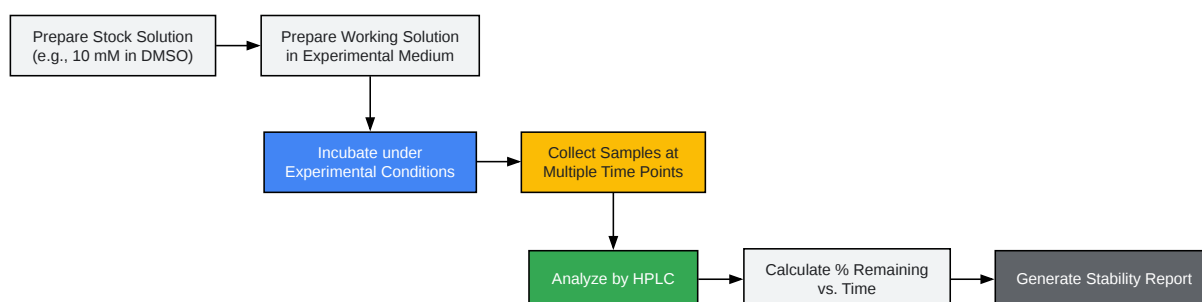 Prepare Stock Solution
(e.g., 10 mM in DMSO)
Prepare Working Solution
in Experimental Medium
Incubate under
Experimental Conditions
Collect Samples at
Multiple Time Points
Analyze by HPLC
Calculate % Remaining
vs. Time
Generate Stability Report